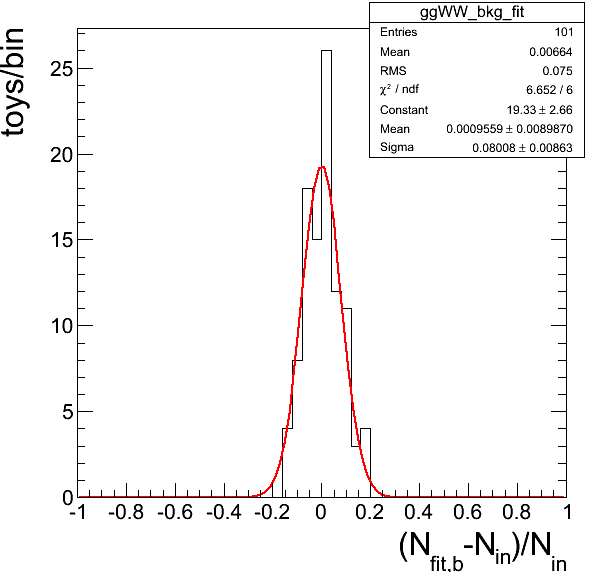 ggWW_bkg_fit
Entries 101
Mean 0.00664
RMS 0.075
χ² / ndf 6.652 / 6
Constant 19.33 ± 2.66
Mean 0.0009559 ± 0.0089870
Sigma 0.08008 ± 0.00863
toys/bin
25
20
15
10
5
0
-1 -0.8 -0.6 -0.4 -0.2 0 0.2 0.4 0.6 0.8 1
(N_fit,b-N_in)/N_in